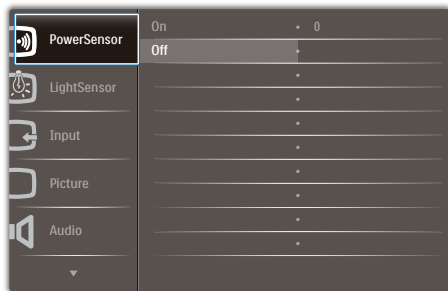 PowerSensor
On • 0
Off •
LightSensor
Input
Picture
Audio